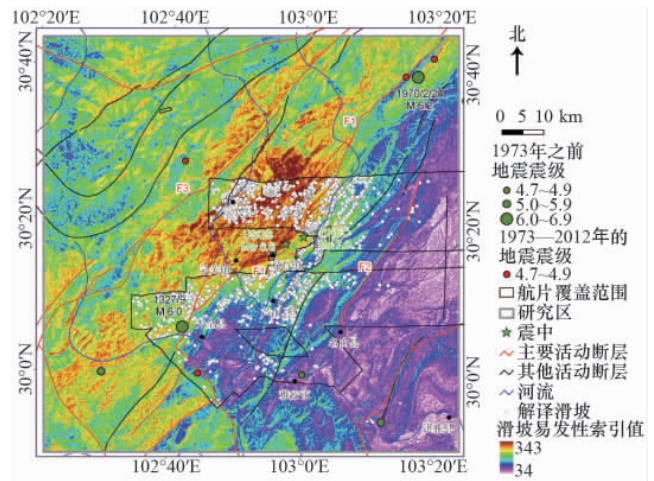 102°20'E 102°40'E 103°0'E 103°20'E
30°40'N
30°20'N
30°0'N
30°40'N
30°20'N
30°0'N
1970/2/24
F1
F3
F1
F2
1327/9
M 6.0
102°40'E 103°0'E 103°20'E
北
0 5 10 km
1973年之前
地震震级
4.7~4.9
5.0~5.9
6.0~6.9
1973—2012年的
地震震级
4.7~4.9
航片覆盖范围
研究区
震中
主要活动断层
其他活动断层
河流
解译滑坡
滑坡易发性索引值
343
34